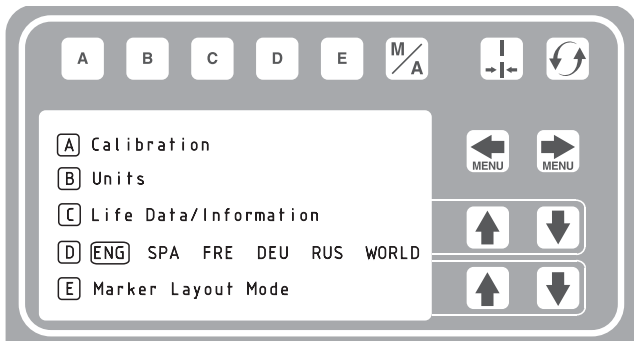 A B C D E M/A
MENU MENU
A Calibration
B Units
C Life Data/Information
D ENG SPA FRE DEU RUS WORLD
E Marker Layout Mode